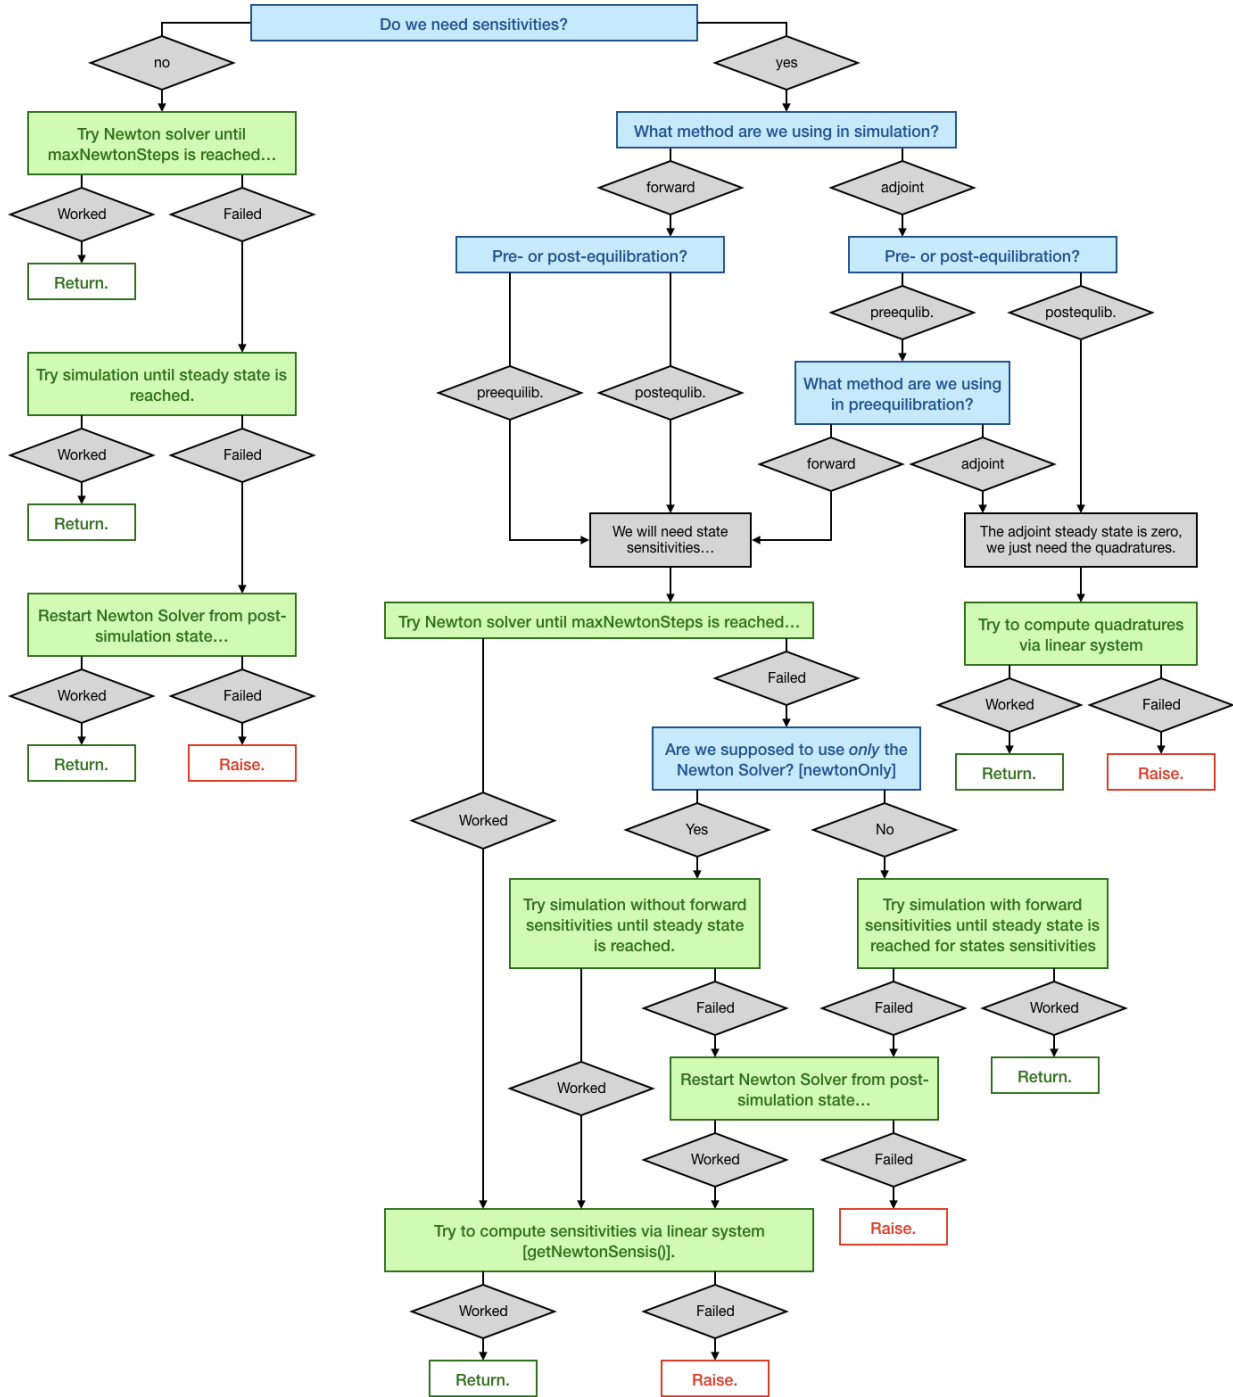 Do we need sensitivities?
no
yes
Try Newton solver until
maxNewtonSteps is reached…
What method are we using in simulation?
Worked
Failed
forward
adjoint
Return.
Pre- or post-equilibration?
Pre- or post-equilibration?
preequlib.
postequlib.
Try simulation until steady state is
reached.
preequilib.
postequlib.
What method are we using
in preequilibration?
Worked
Failed
forward
adjoint
Return.
We will need state
sensitivities…
The adjoint steady state is zero,
we just need the quadratures.
Restart Newton Solver from post-
simulation state…
Try Newton solver until maxNewtonSteps is reached…
Try to compute quadratures
via linear system
Worked
Failed
Failed
Worked
Failed
Return.
Raise.
Are we supposed to use only the
Newton Solver? [newtonOnly]
Return.
Raise.
Worked
Yes
No
Try simulation without forward
sensitivities until steady state
is reached.
Try simulation with forward
sensitivities until steady state is
reached for states sensitivities
Failed
Failed
Worked
Worked
Restart Newton Solver from post-
simulation state…
Return.
Worked
Failed
Try to compute sensitivities via linear system
[getNewtonSensis()].
Raise.
Worked
Failed
Return.
Raise.